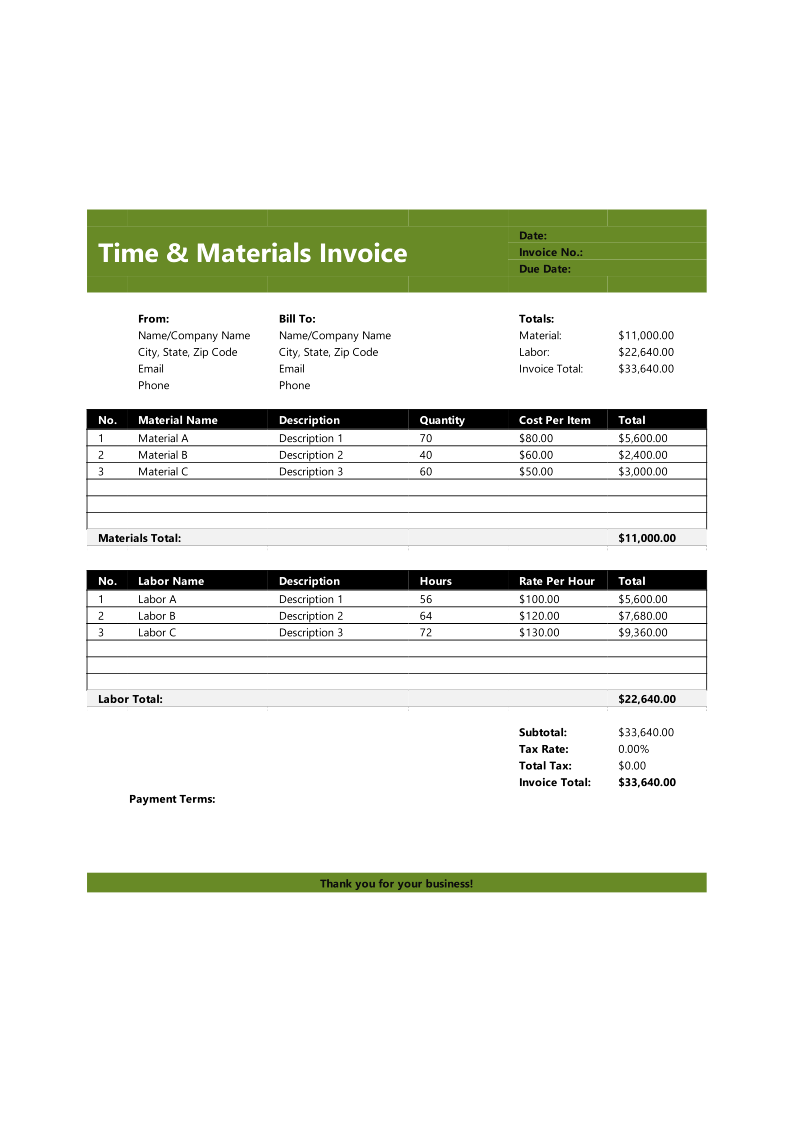 Time & Materials Invoice
Date:
Invoice No.:
Due Date:
From: Bill To: Totals:
Name/Company Name Name/Company Name Material: $11,000.00
City, State, Zip Code City, State, Zip Code Labor: $22,640.00
Email Email Invoice Total: $33,640.00
Phone Phone
No. Material Name Description Quantity Cost Per Item Total
1 Material A Description 1 70 $80.00 $5,600.00
2 Material B Description 2 40 $60.00 $2,400.00
3 Material C Description 3 60 $50.00 $3,000.00
Materials Total: $11,000.00
No. Labor Name Description Hours Rate Per Hour Total
1 Labor A Description 1 56 $100.00 $5,600.00
2 Labor B Description 2 64 $120.00 $7,680.00
3 Labor C Description 3 72 $130.00 $9,360.00
Labor Total: $22,640.00
Subtotal: $33,640.00
Tax Rate: 0.00%
Total Tax: $0.00
Invoice Total: $33,640.00
Payment Terms:
Thank you for your business!